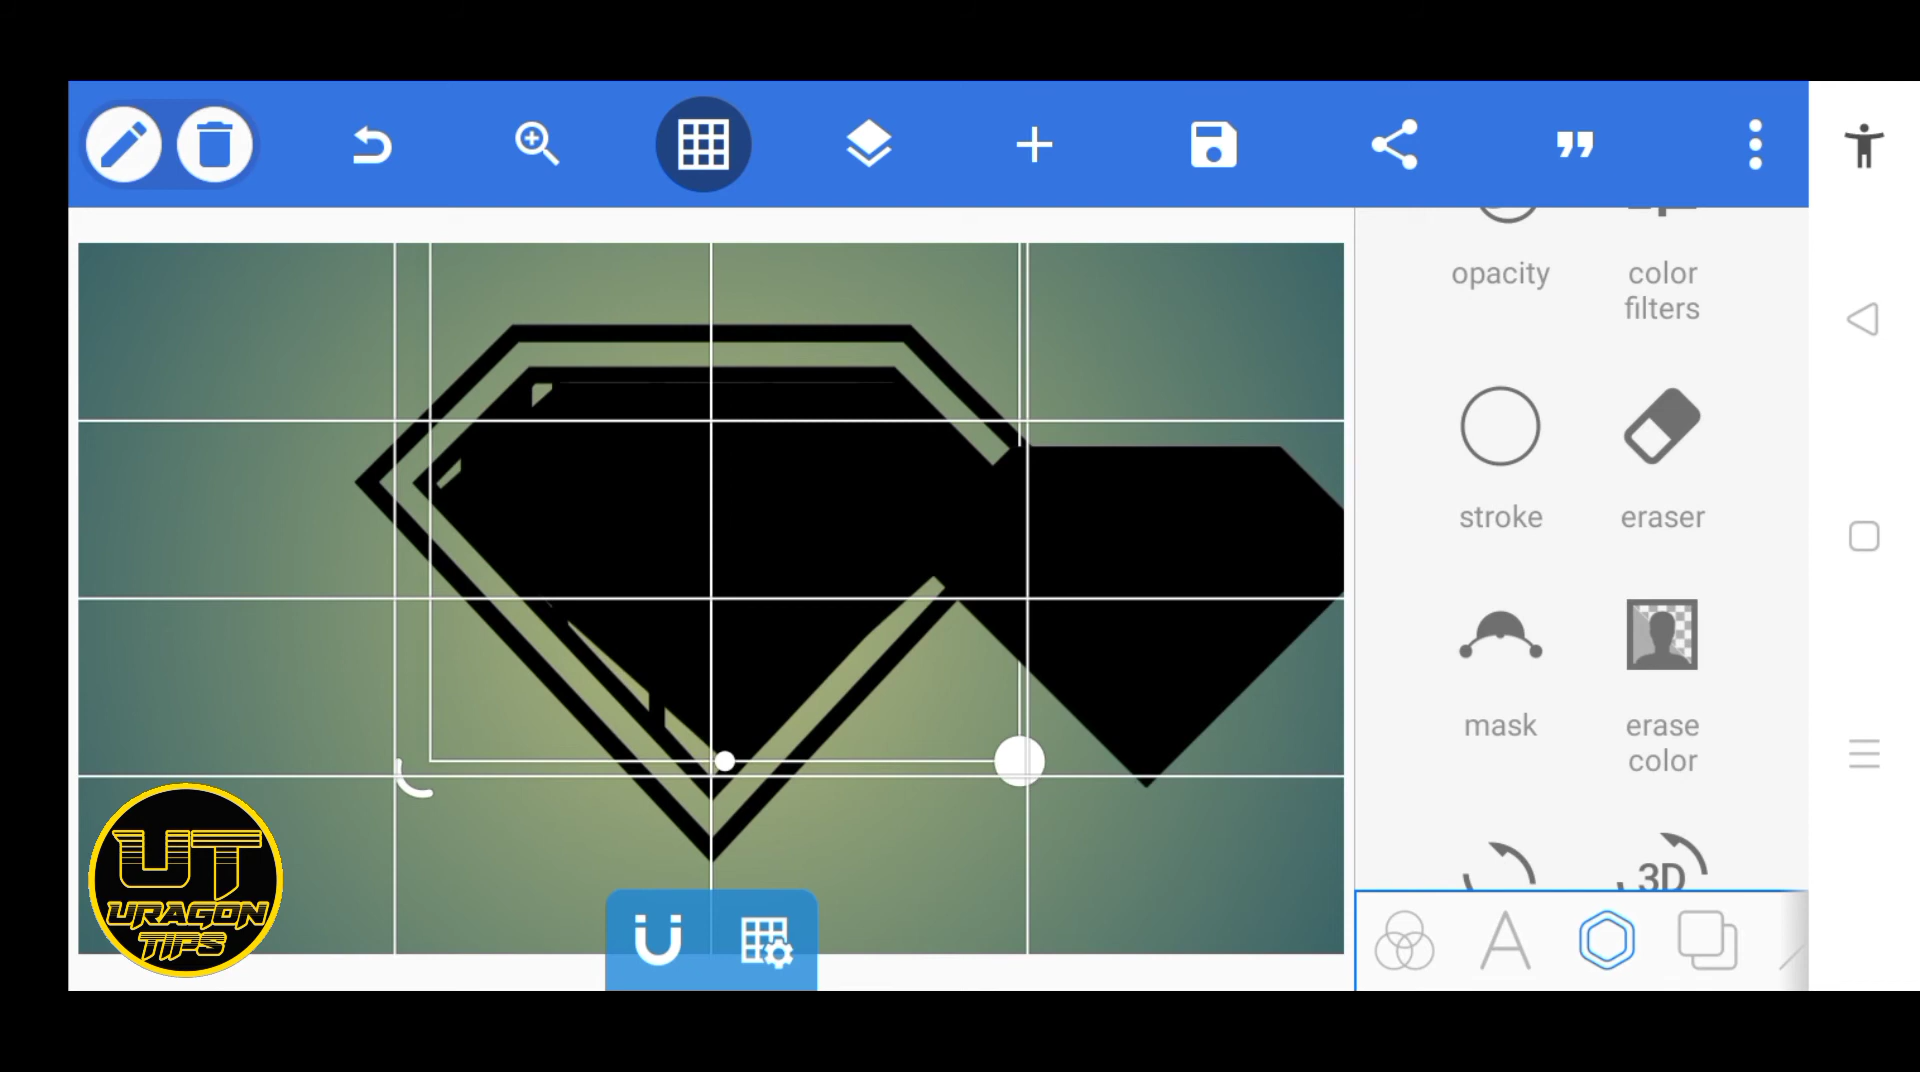 opacity
color
filters
stroke
eraser
mask
erase
color
3D
UT
URAGON
TIPS